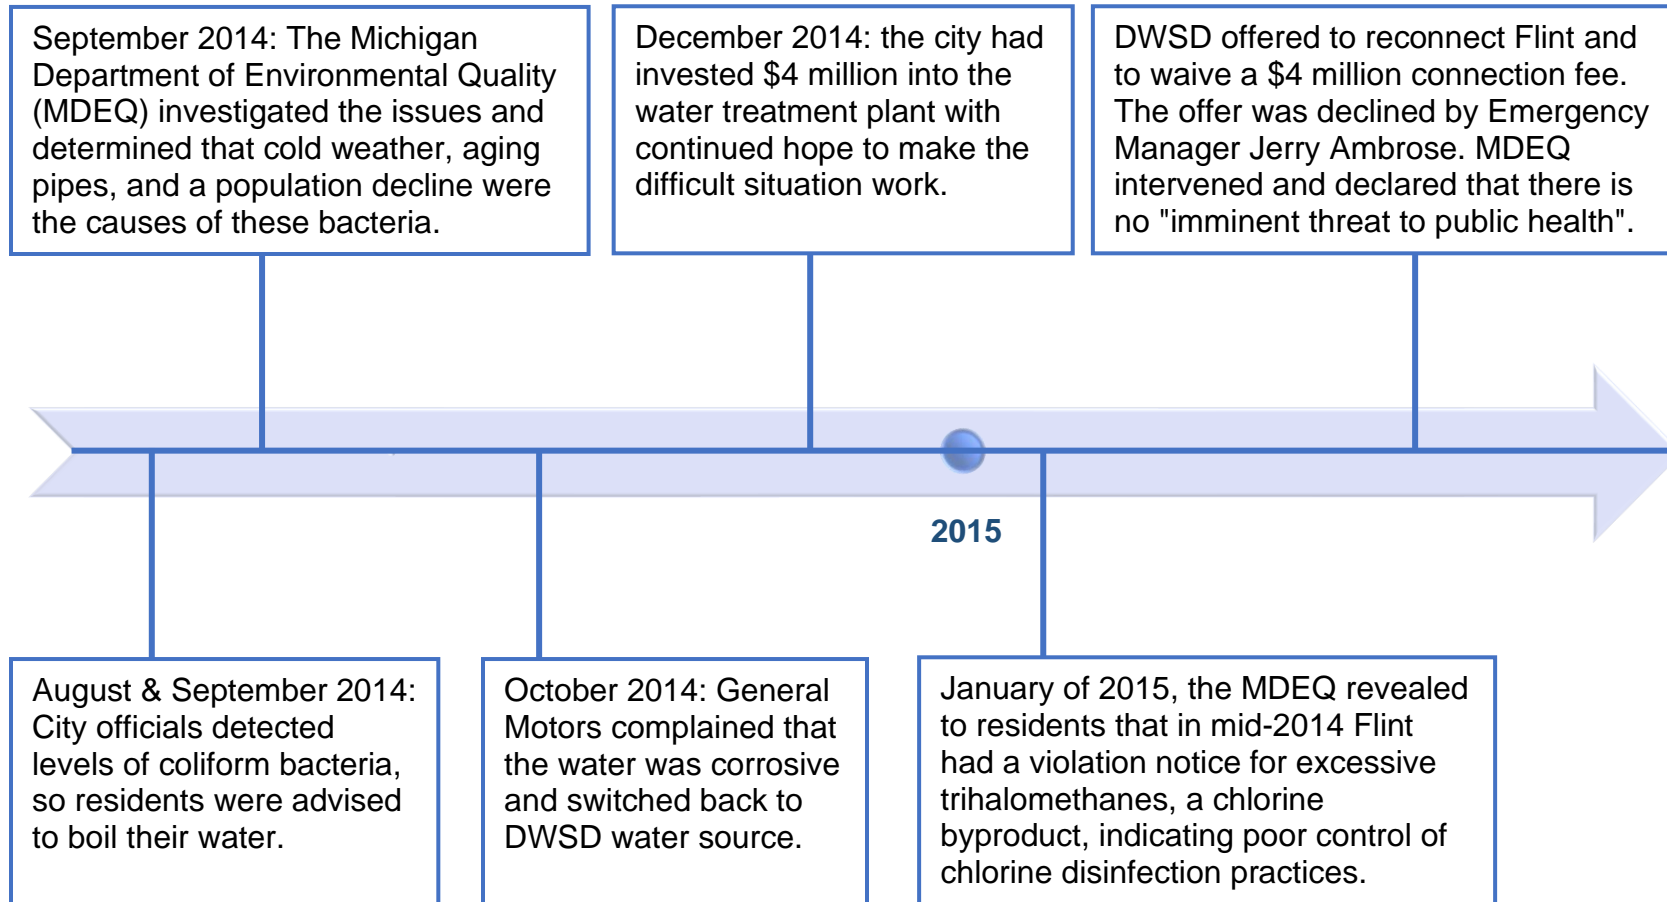 September 2014: The Michigan
Department of Environmental Quality
(MDEQ) investigated the issues and
determined that cold weather, aging
pipes, and a population decline were
the causes of these bacteria.
December 2014: the city had
invested $4 million into the
water treatment plant with
continued hope to make the
difficult situation work.
DWSD offered to reconnect Flint and
to waive a $4 million connection fee.
The offer was declined by Emergency
Manager Jerry Ambrose. MDEQ
intervened and declared that there is
no "imminent threat to public health".
2015
August & September 2014:
City officials detected
levels of coliform bacteria,
so residents were advised
to boil their water.
October 2014: General
Motors complained that
the water was corrosive
and switched back to
DWSD water source.
January of 2015, the MDEQ revealed
to residents that in mid-2014 Flint
had a violation notice for excessive
trihalomethanes, a chlorine
byproduct, indicating poor control of
chlorine disinfection practices.